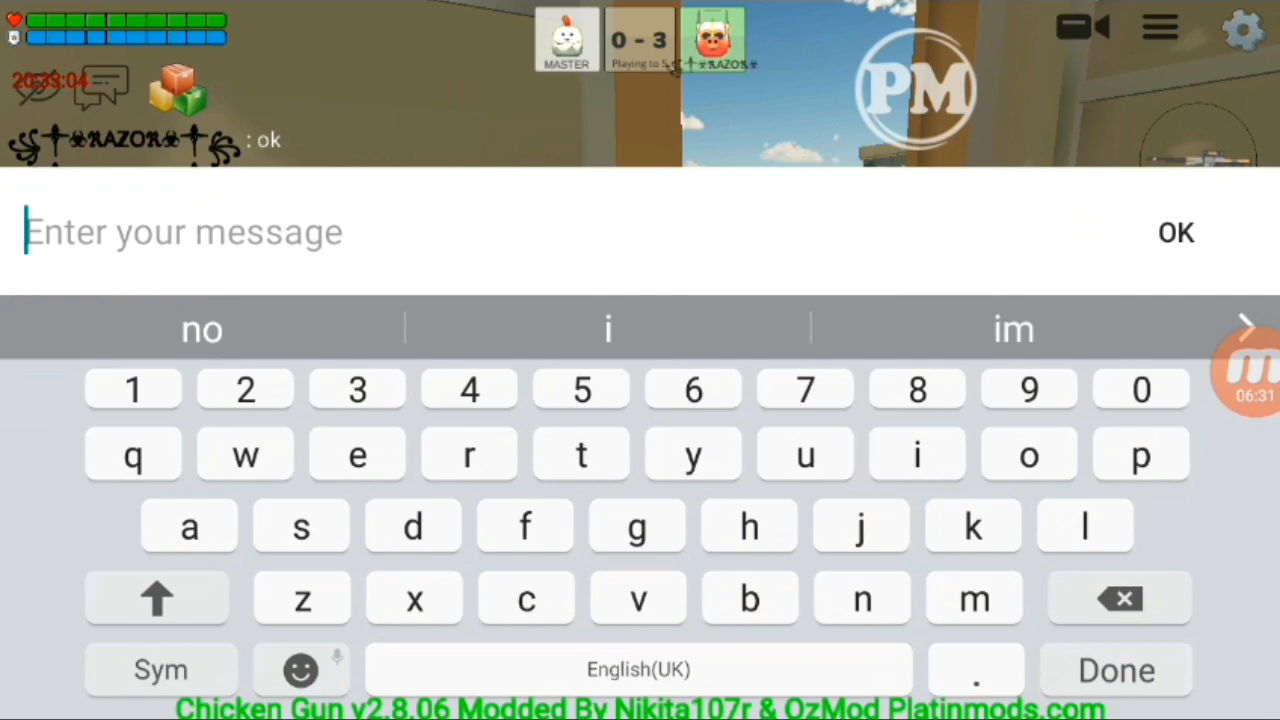 0 - 3
MASTER
Playing to 5
RAZOR
20:33:04
PM
RAZOR : ok
Enter your message
OK
no
i
im
06:31
1 2 3 4 5 6 7 8 9 0
q w e r t y u i o p
a s d f g h j k l
z x c v b n m
Sym
English(UK)
.
Done
Chicken Gun v2.8.06 Modded By Nikita107r & OzMod Platinmods.com